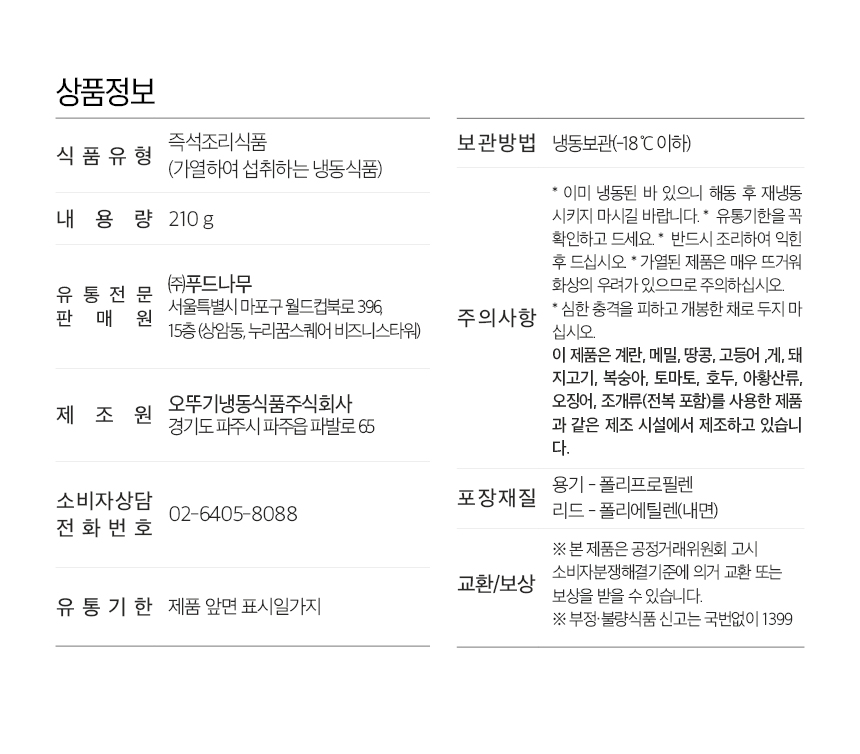 상품정보
식 품 유 형
즉석조리식품
(가열하여 섭취하는 냉동식품)
내 용 량
210 g
유 통 전 문
판 매 원
㈜푸드나무
서울특별시 마포구 월드컵북로 396,
15층 (상암동, 누리꿈스퀘어 비즈니스타워)
제 조 원
오뚜기냉동식품주식회사
경기도 파주시 파주읍 파발로 65
소비자상담
전 화 번 호
02-6405-8088
유 통 기 한
제품 앞면 표시일가지
보관방법
냉동보관(-18℃ 이하)
주의사항
* 이미 냉동된 바 있으니 해동 후 재냉동
시키지 마시길 바랍니다. * 유통기한을 꼭
확인하고 드세요. * 반드시 조리하여 익힌
후 드십시오. * 가열된 제품은 매우 뜨거워
화상의 우려가 있으므로 주의하십시오.
* 심한 충격을 피하고 개봉한 채로 두지 마
십시오.
이 제품은 계란, 메밀, 땅콩, 고등어 ,게, 돼
지고기, 복숭아, 토마토, 호두, 아황산류,
오징어, 조개류(전복 포함)를 사용한 제품
과 같은 제조 시설에서 제조하고 있습니
다.
포장재질
용기 - 폴리프로필렌
리드 - 폴리에틸렌(내면)
교환/보상
※ 본 제품은 공정거래위원회 고시
소비자분쟁해결기준에 의거 교환 또는
보상을 받을 수 있습니다.
※ 부정·불량식품 신고는 국번없이 1399